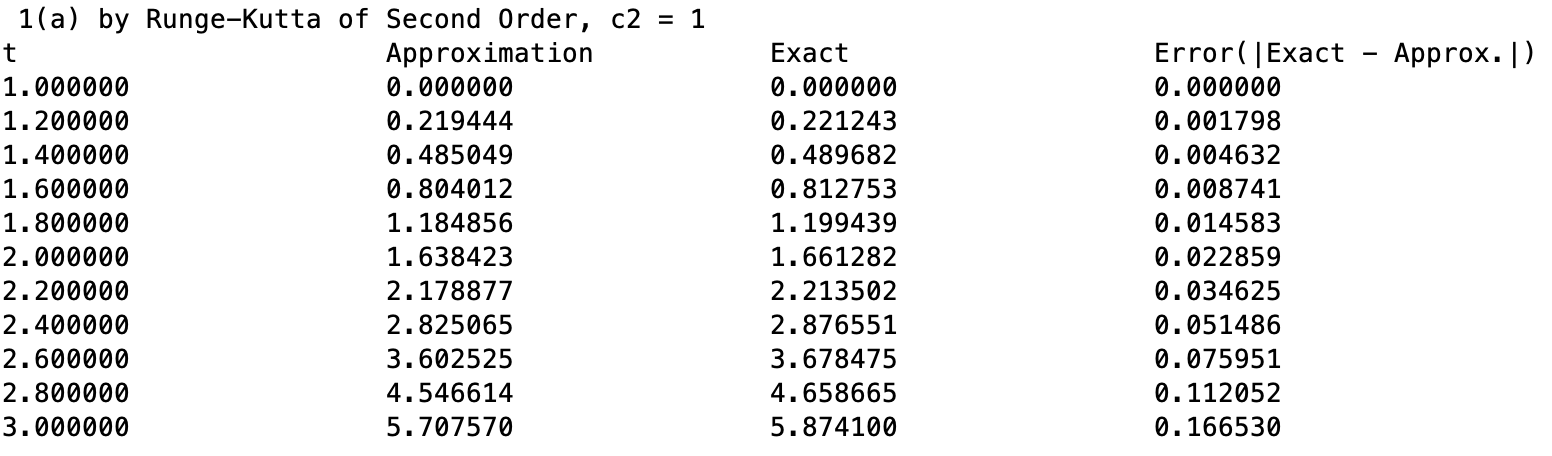 1(a) by Runge-Kutta of Second Order, c2 = 1
t Approximation Exact Error(|Exact - Approx.|)
1.000000 0.000000 0.000000 0.000000
1.200000 0.219444 0.221243 0.001798
1.400000 0.485049 0.489682 0.004632
1.600000 0.804012 0.812753 0.008741
1.800000 1.184856 1.199439 0.014583
2.000000 1.638423 1.661282 0.022859
2.200000 2.178877 2.213502 0.034625
2.400000 2.825065 2.876551 0.051486
2.600000 3.602525 3.678475 0.075951
2.800000 4.546614 4.658665 0.112052
3.000000 5.707570 5.874100 0.166530